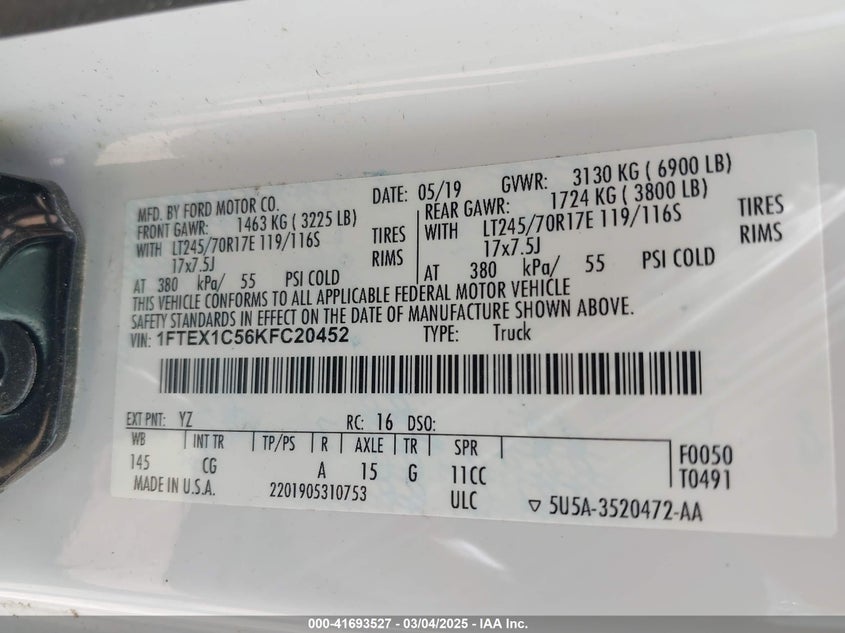 MFD. BY FORD MOTOR CO. DATE: 05/19 GVWR: 3130 KG ( 6900 LB)
FRONT GAWR: 1463 KG ( 3225 LB) REAR GAWR: 1724 KG ( 3800 LB)
WITH LT245/70R17E 119/116S TIRES WITH LT245/70R17E 119/116S TIRES
17x7.5J RIMS 17x7.5J RIMS
AT 380 kPa/ 55 PSI COLD AT 380 kPa/ 55 PSI COLD
THIS VEHICLE CONFORMS TO ALL APPLICABLE FEDERAL MOTOR VEHICLE
SAFETY STANDARDS IN EFFECT ON THE DATE OF MANUFACTURE SHOWN ABOVE.
VIN: 1FTEX1C56KFC20452 TYPE: Truck
EXT PNT: YZ RC: 16 DSO:
WB INT TR TP/PS R AXLE TR SPR F0050
145 CG A 15 G 11CC T0491
MADE IN U.S.A. 2201905310753 ULC ▽ 5U5A-3520472-AA
000-41693527 - 03/04/2025 - IAA Inc.